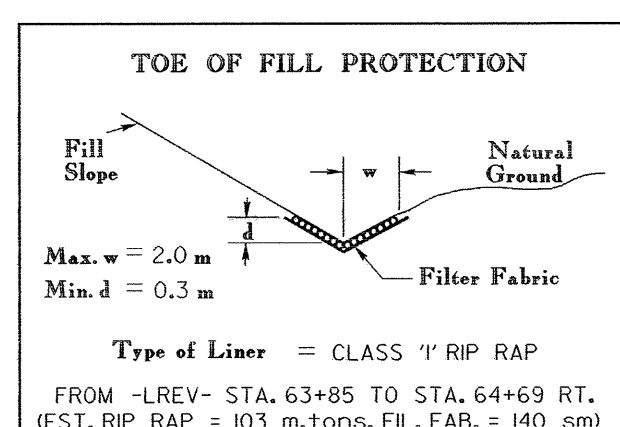 TOE OF FILL PROTECTION
Fill
Slope
w
Natural
Ground
d
Max. w = 2.0 m
Min. d = 0.3 m
Filter Fabric
Type of Liner = CLASS 'I' RIP RAP
FROM -LREV- STA. 63+85 TO STA. 64+69 RT.
(EST. RIP RAP = 103 m.tons, FIL. FAB. = 140 sm)